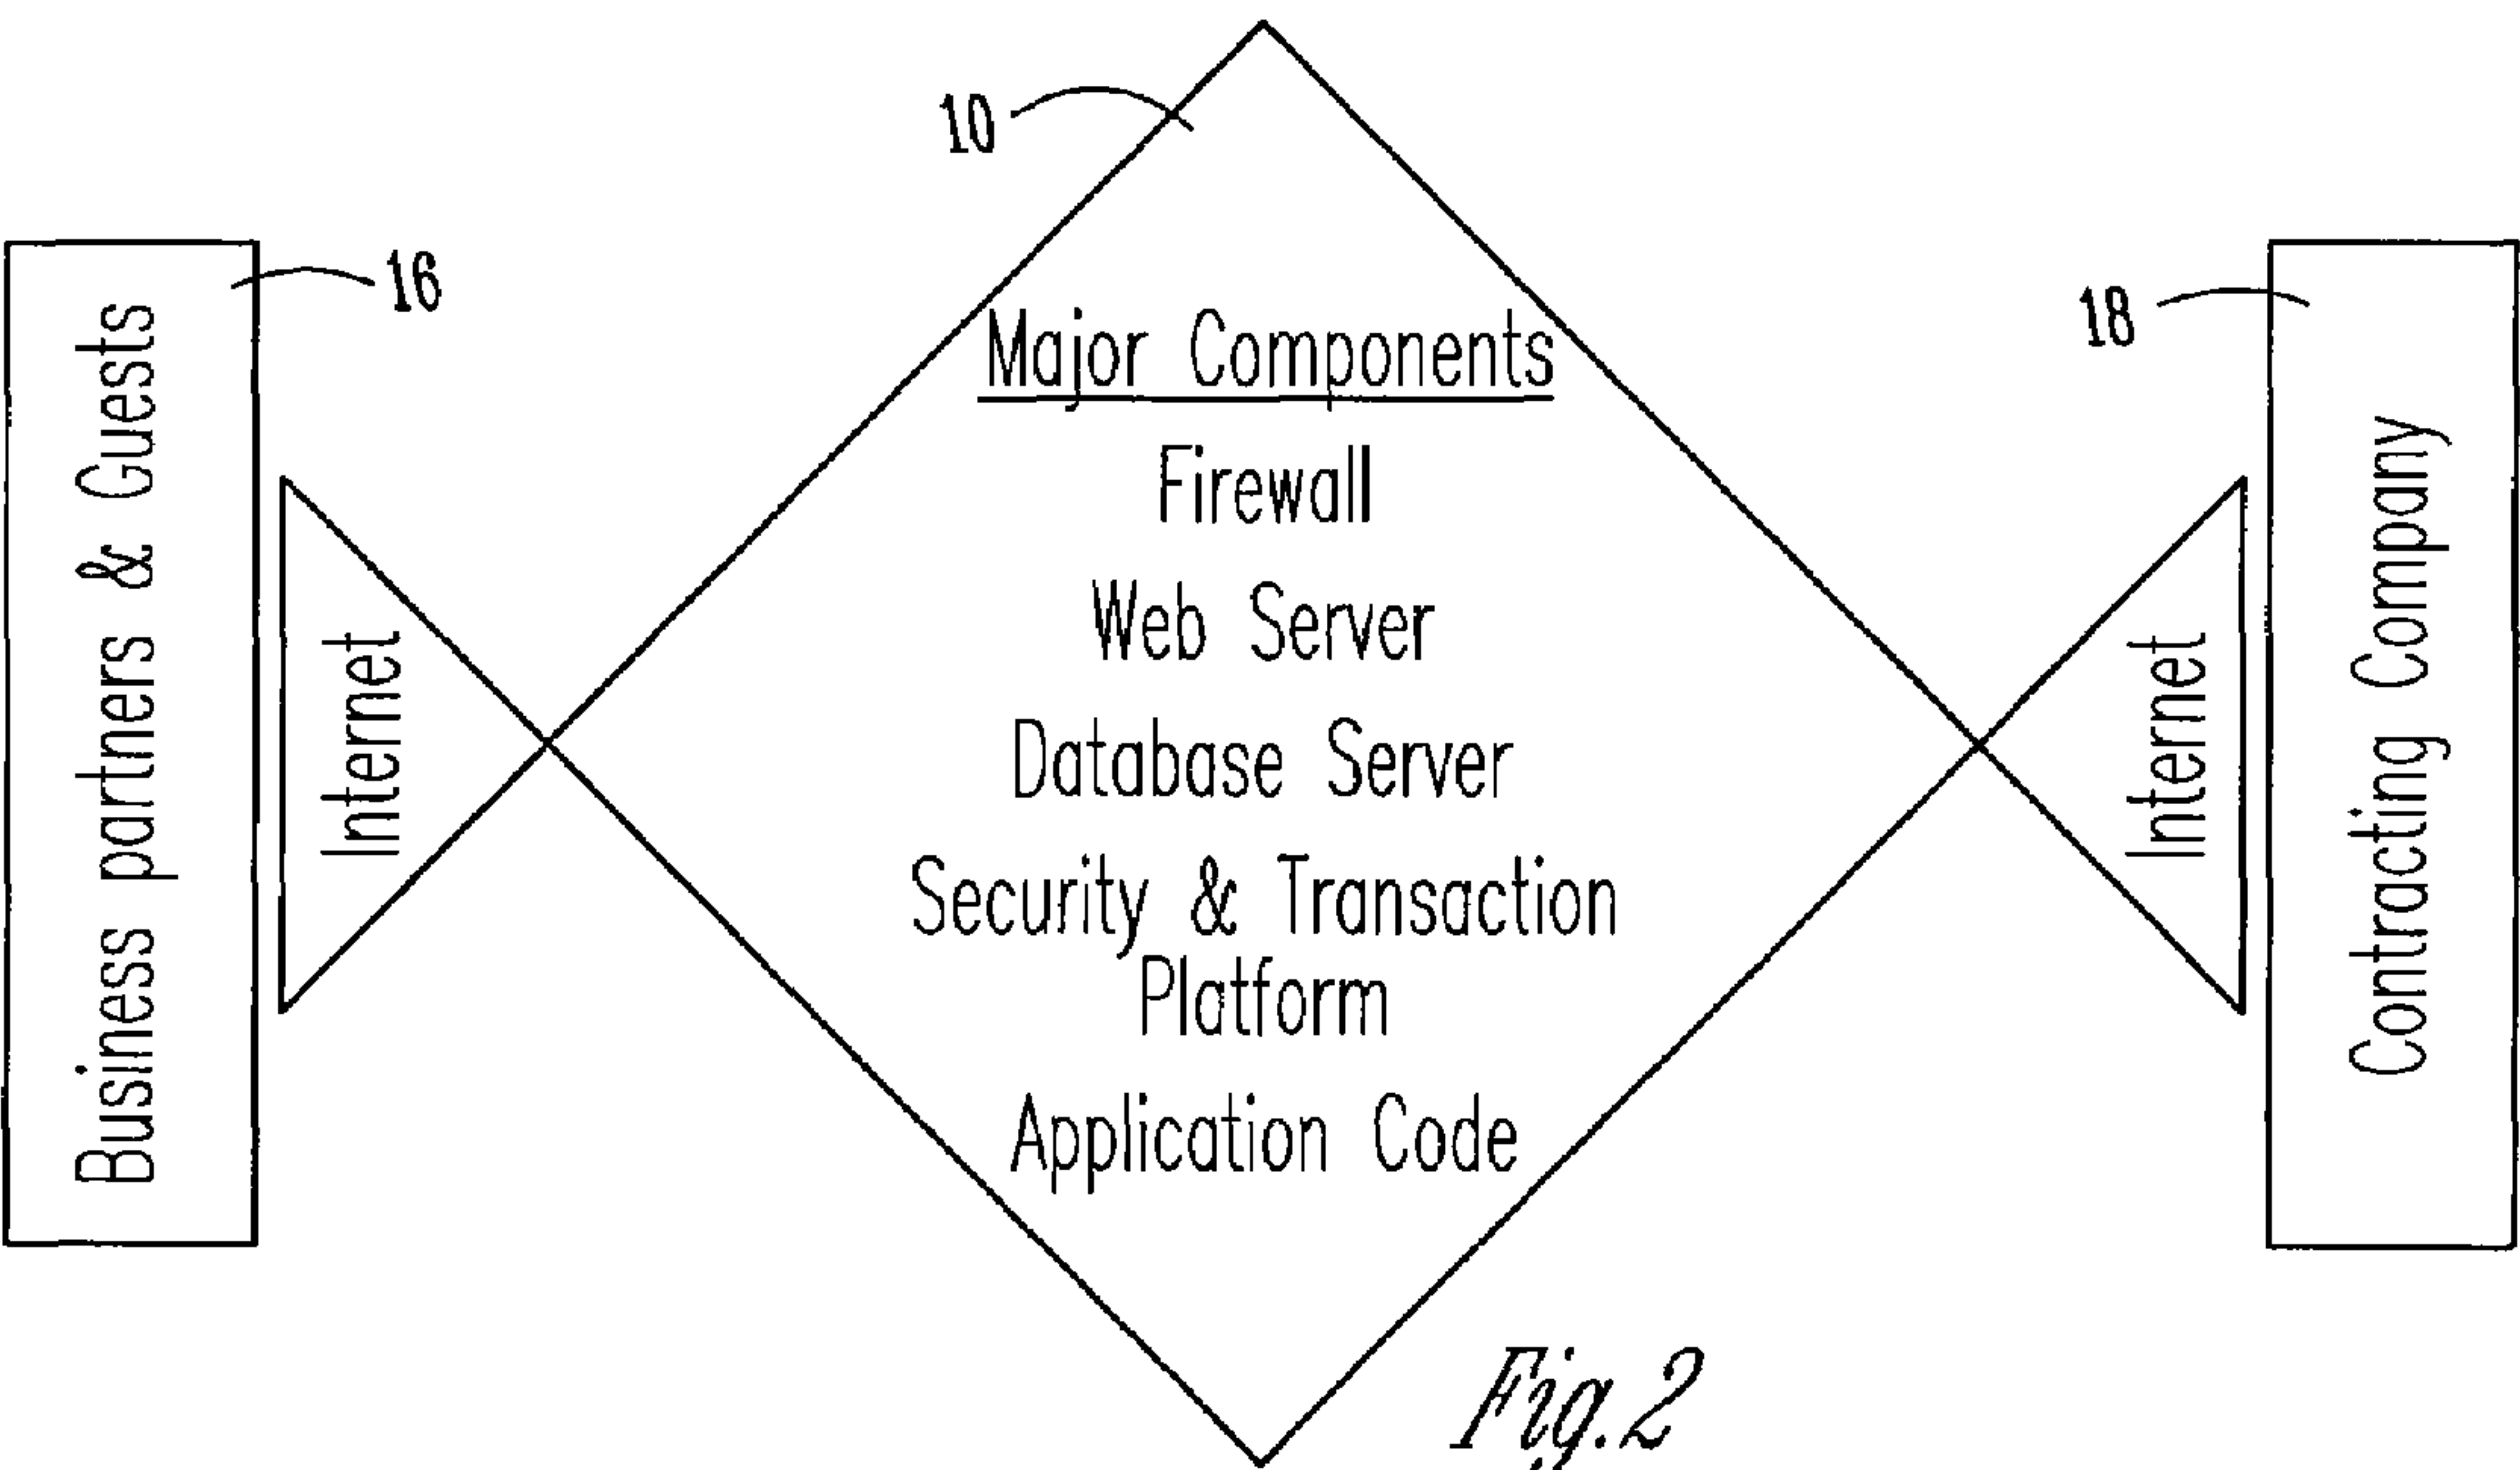 10
16
18
Business partners & Guests
Internet
Major Components
Firewall
Web Server
Database Server
Security & Transaction
Platform
Application Code
Internet
Contracting Company
Fig.2